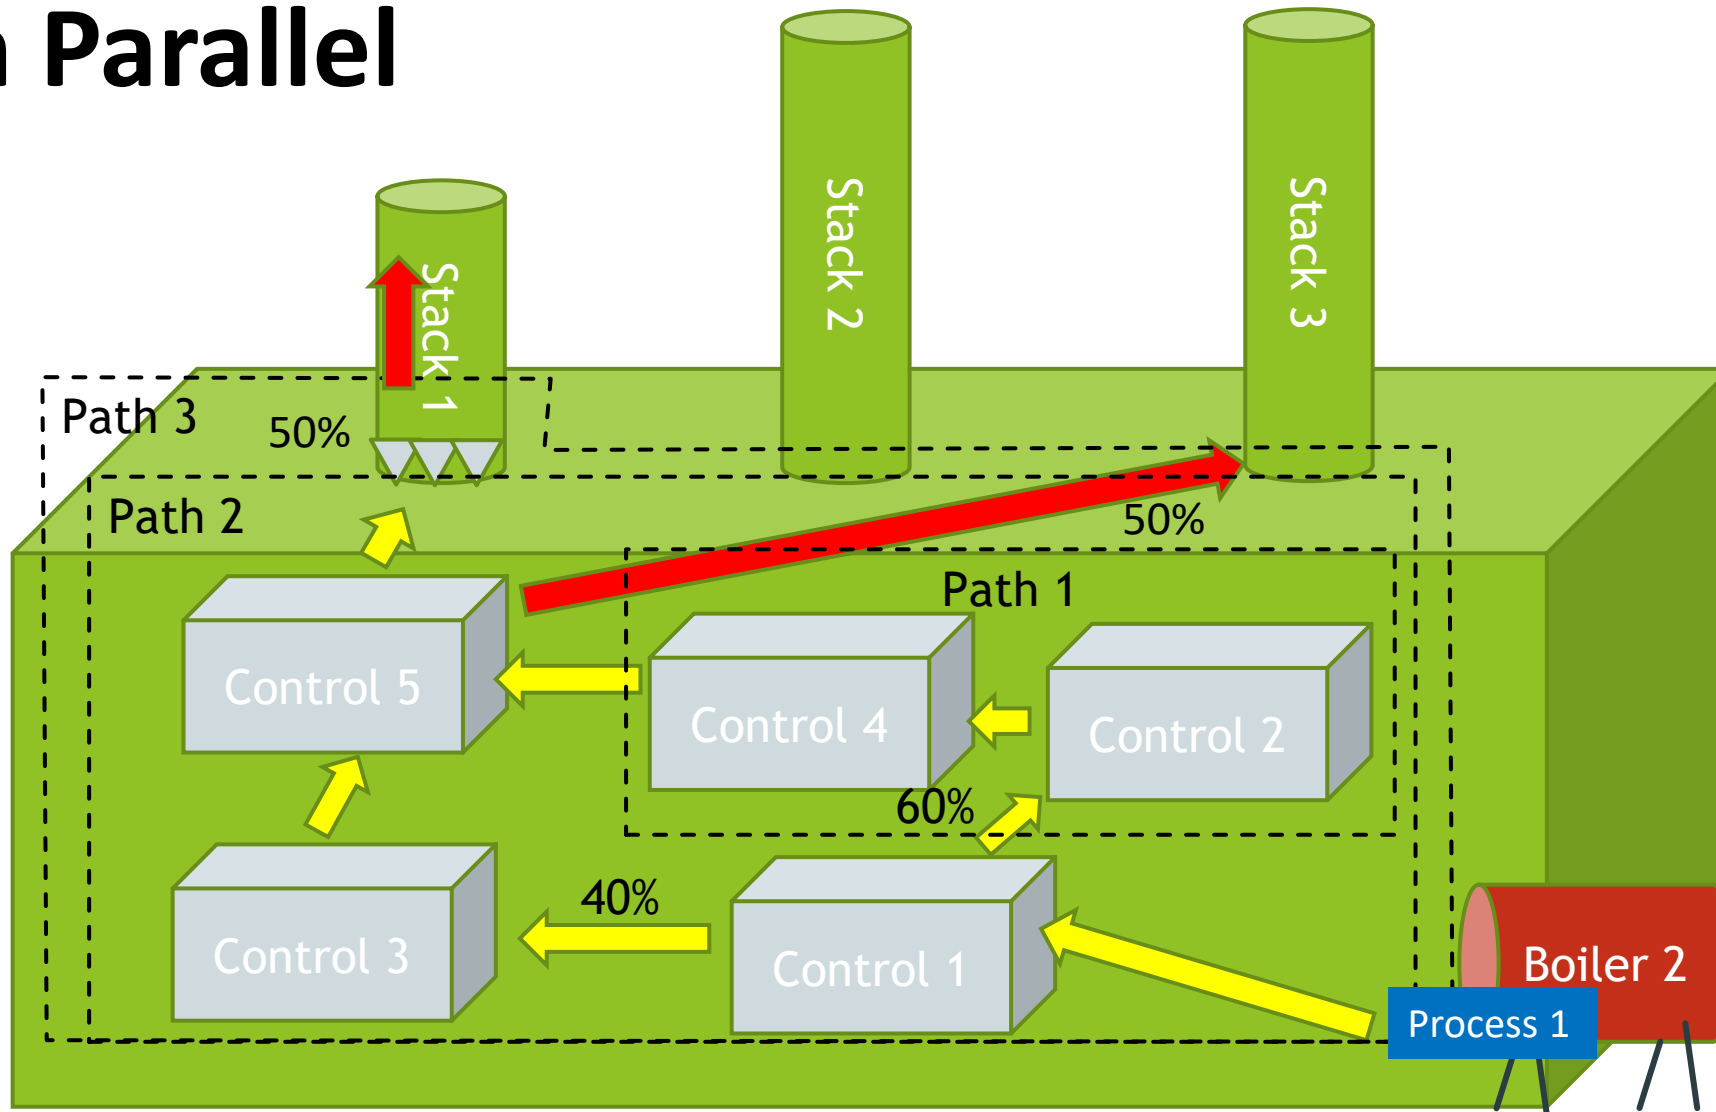 Parallel
Stack 1
Stack 2
Stack 3
Path 3
50%
Path 2
50%
Path 1
Control 5
Control 4
Control 2
60%
40%
Control 3
Control 1
Boiler 2
Process 1